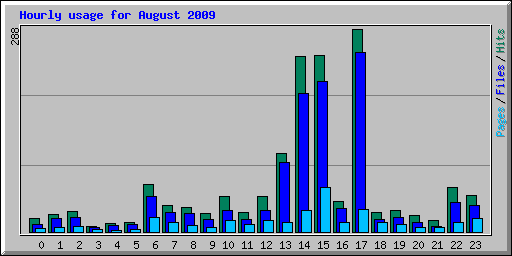 Hourly usage for August 2009
288
Pages / Files / Hits
0 1 2 3 4 5 6 7 8 9 10 11 12 13 14 15 16 17 18 19 20 21 22 23